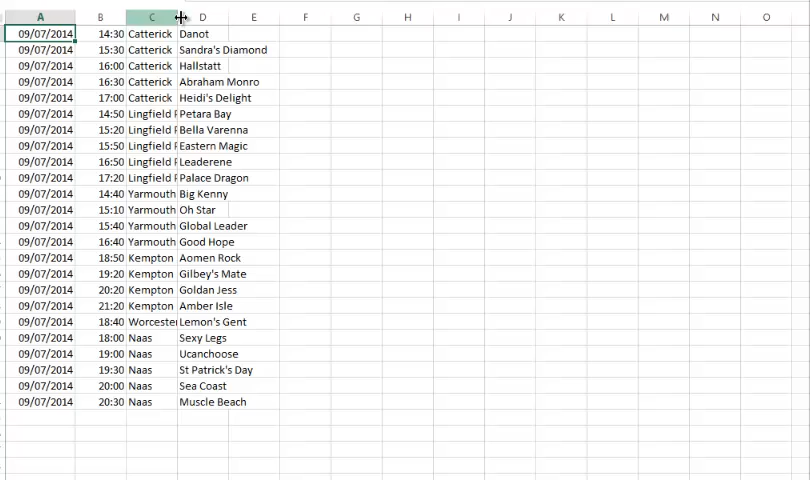 A B C D E F G H I J K L M N O
09/07/2014 14:30 Catterick Danot
09/07/2014 15:30 Catterick Sandra's Diamond
09/07/2014 16:00 Catterick Hallstatt
09/07/2014 16:30 Catterick Abraham Monro
09/07/2014 17:00 Catterick Heidi's Delight
09/07/2014 14:50 Lingfield Petara Bay
09/07/2014 15:20 Lingfield Bella Varenna
09/07/2014 15:50 Lingfield Eastern Magic
09/07/2014 16:50 Lingfield Leaderene
09/07/2014 17:20 Lingfield Palace Dragon
09/07/2014 14:40 Yarmouth Big Kenny
09/07/2014 15:10 Yarmouth Oh Star
09/07/2014 15:40 Yarmouth Global Leader
09/07/2014 16:40 Yarmouth Good Hope
09/07/2014 18:50 Kempton Aomen Rock
09/07/2014 19:20 Kempton Gilbey's Mate
09/07/2014 20:20 Kempton Goldan Jess
09/07/2014 21:20 Kempton Amber Isle
09/07/2014 18:40 Worcester Lemon's Gent
09/07/2014 18:00 Naas Sexy Legs
09/07/2014 19:00 Naas Ucanchoose
09/07/2014 19:30 Naas St Patrick's Day
09/07/2014 20:00 Naas Sea Coast
09/07/2014 20:30 Naas Muscle Beach